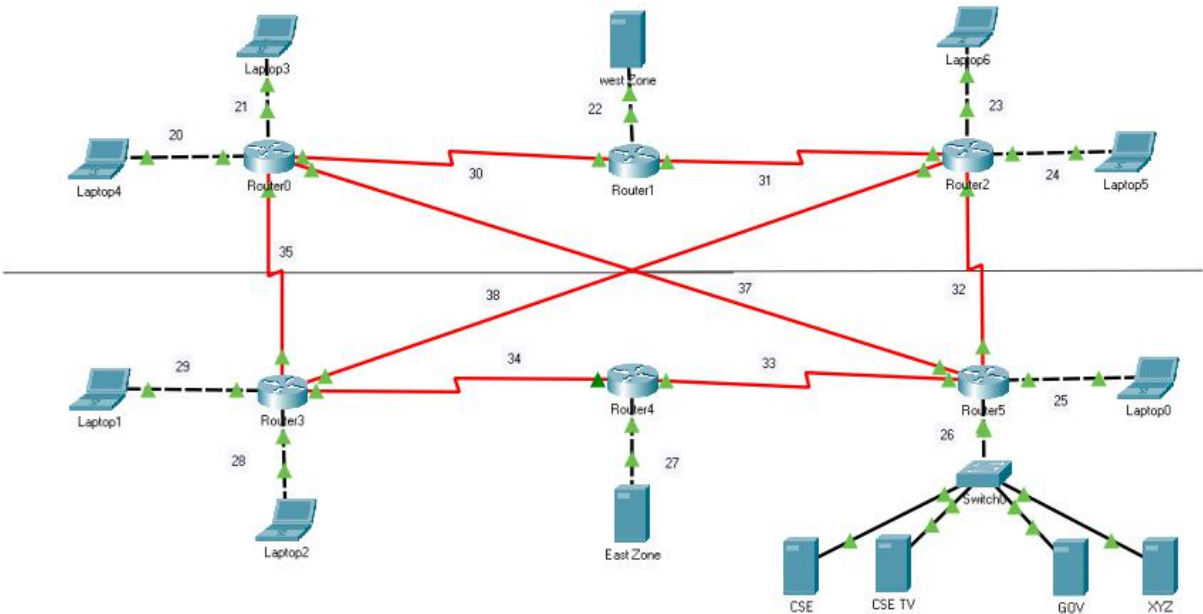 Laptop3
west Zone
Laptop6
21
22
23
20
Laptop4
Router0
30
Router1
31
Router2
24
Laptop5
35
38
37
32
29
34
33
Laptop1
Router3
Router4
Router5
25
Laptop0
28
27
26
Switch0
Laptop2
East Zone
CSE
CSE TV
GOV
XYZ